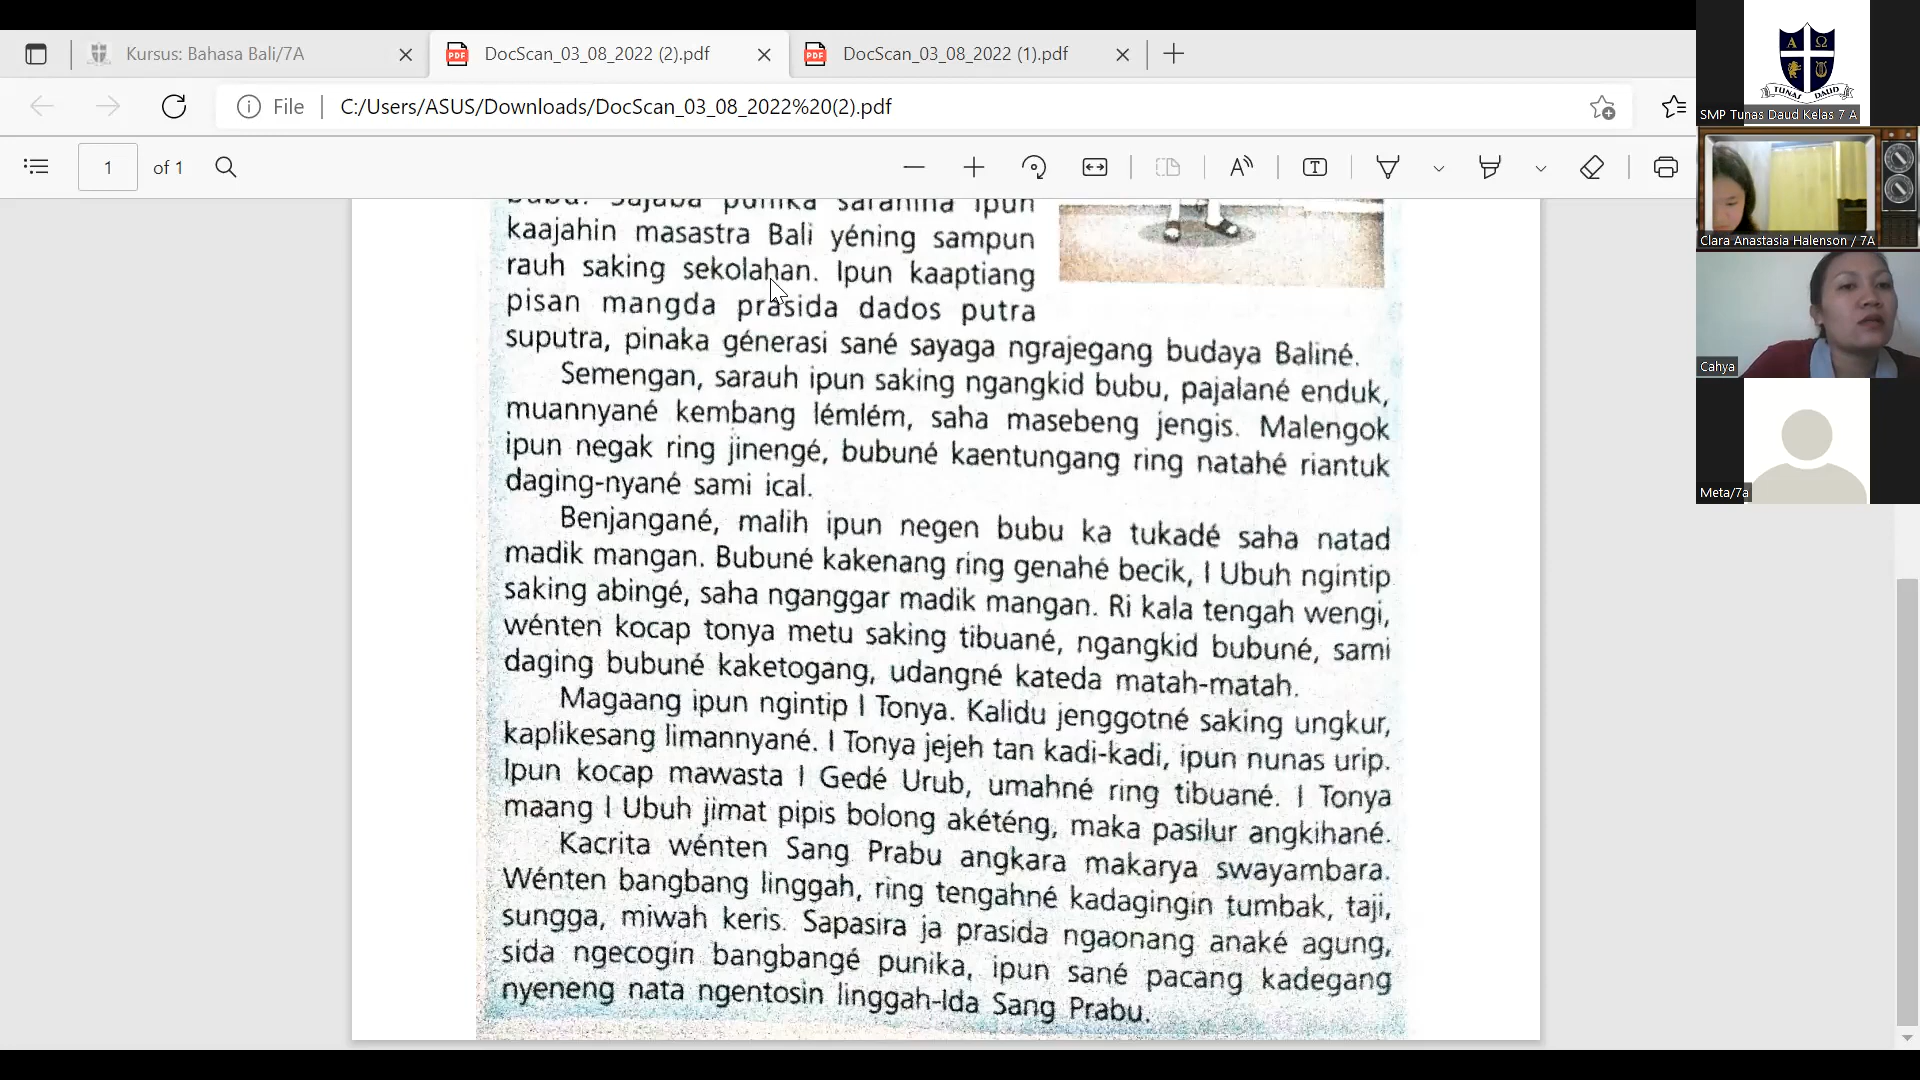 Kursus: Bahasa Bali/7A
DocScan_03_08_2022 (2).pdf
DocScan_03_08_2022 (1).pdf
File
C:/Users/ASUS/Downloads/DocScan_03_08_2022%20(2).pdf
1 of 1
bubu. Sajaba punika saranina ipun
kaajahin masastra Bali yéning sampun
rauh saking sekolahan. Ipun kaaptiang
pisan mangda prasida dados putra
suputra, pinaka génerasi sané sayaga ngrajegang budaya Baliné.
Semengan, sarauh ipun saking ngangkid bubu, pajalané enduk,
muannyané kembang lémlém, saha masebeng jengis. Malengok
ipun negak ring jinengé, bubuné kaentungang ring natahé riantuk
daging-nyané sami ical.
Benjangané, malih ipun negen bubu ka tukadé saha natad
madik mangan. Bubuné kakenang ring genahé becik, I Ubuh ngintip
saking abingé, saha nganggar madik mangan. Ri kala tengah wengi,
wénten kocap tonya metu saking tibuané, ngangkid bubuné, sami
daging bubuné kaketogang, udangné kateda matah-matah.
Magaang ipun ngintip I Tonya. Kalidu jenggotné saking ungkur,
kaplikesang limannyané. I Tonya jejeh tan kadi-kadi, ipun nunas urip.
Ipun kocap mawasta I Gedé Urub, umahné ring tibuané. I Tonya
maang I Ubuh jimat pipis bolong akéténg, maka pasilur angkihané.
Kacrita wénten Sang Prabu angkara makarya swayambara.
Wénten bangbang linggah, ring tengahné kadagingin tumbak, taji,
sungga, miwah keris. Sapasira ja prasida ngaonang anaké agung,
sida ngecogin bangbangé punika, ipun sané pacang kadegang
nyeneng nata ngentosin linggah-Ida Sang Prabu.
A Ω
TUNAS DAUD
SMP Tunas Daud Kelas 7 A
Clara Anastasia Halenson / 7A
Cahya
Meta/7a